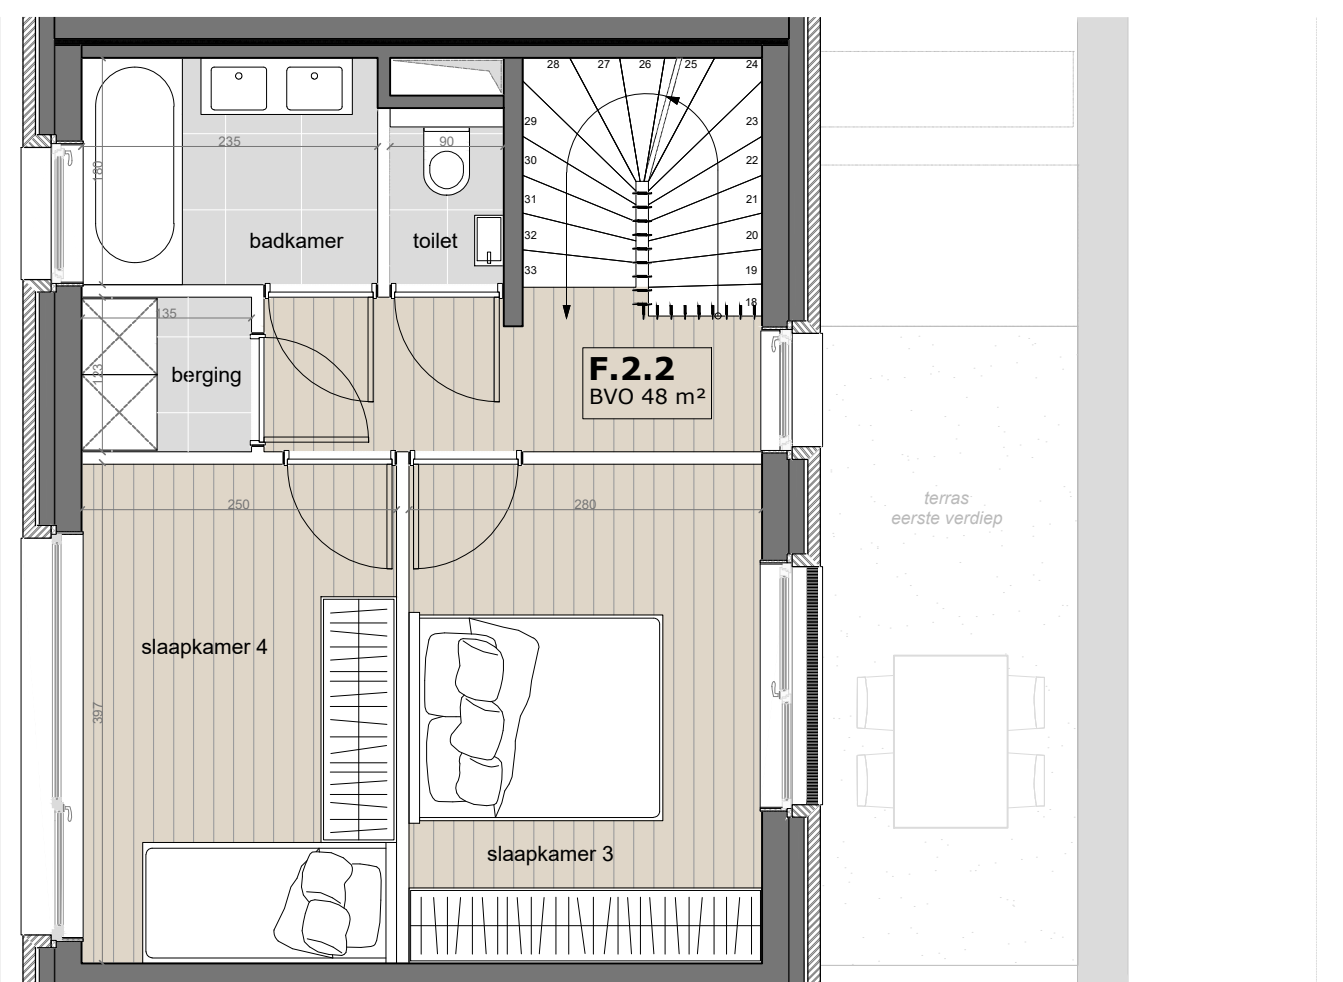 28 27 26 25 24
29 23
30 22
31 21
32 20
33 19
18
235
90
180
badkamer
toilet
135
123
berging
F.2.2
BVO 48 m²
250
280
terras
eerste verdiep
slaapkamer 4
397
slaapkamer 3